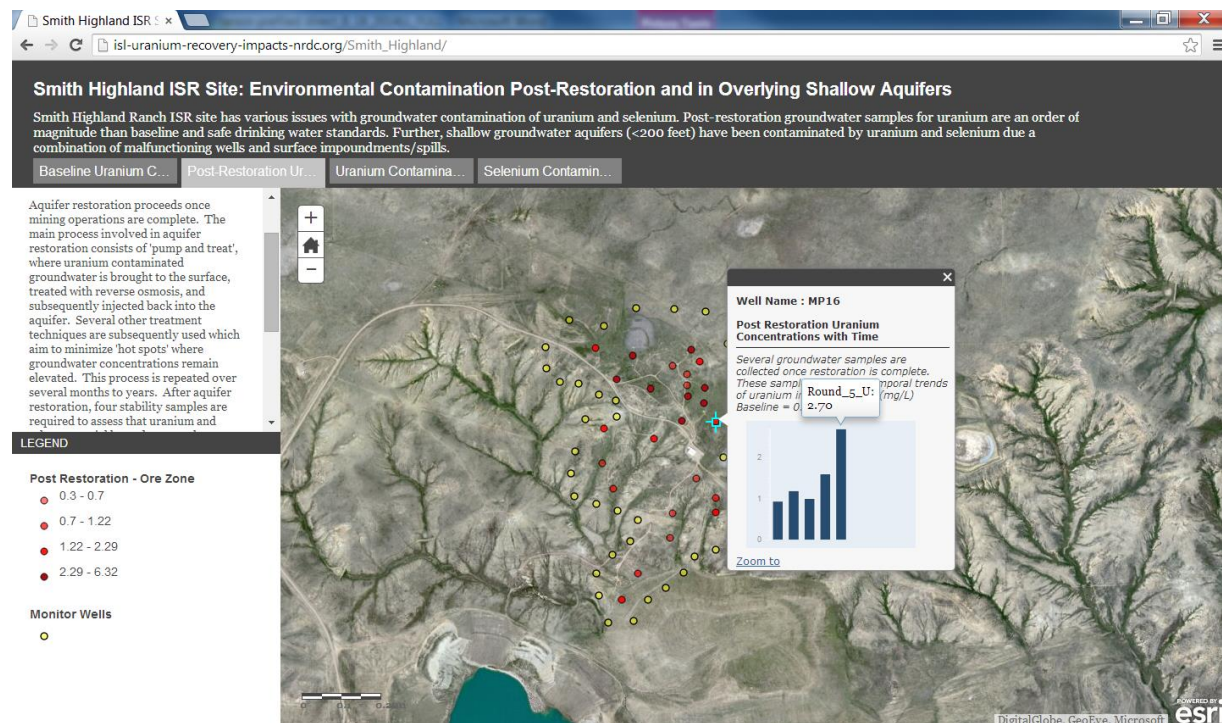 Smith Highland ISR S
isl-uranium-recovery-impacts-nrdc.org/Smith_Highland/
Smith Highland ISR Site: Environmental Contamination Post-Restoration and in Overlying Shallow Aquifers
Smith Highland Ranch ISR site has various issues with groundwater contamination of uranium and selenium. Post-restoration groundwater samples for uranium are an order of
magnitude than baseline and safe drinking water standards. Further, shallow groundwater aquifers (<200 feet) have been contaminated by uranium and selenium due a
combination of malfunctioning wells and surface impoundments/spills.
Baseline Uranium C... Post-Restoration Ur... Uranium Contamina... Selenium Contamin...
Aquifer restoration proceeds once
mining operations are complete. The
main process involved in aquifer
restoration consists of 'pump and treat',
where uranium contaminated
groundwater is brought to the surface,
treated with reverse osmosis, and
subsequently injected back into the
aquifer. Several other treatment
techniques are subsequently used which
aim to minimize 'hot spots' where
groundwater concentrations remain
elevated. This process is repeated over
several months to years. After aquifer
restoration, four stability samples are
required to assess that uranium and
LEGEND
Post Restoration - Ore Zone
0.3 - 0.7
0.7 - 1.22
1.22 - 2.29
2.29 - 6.32
Monitor Wells
Well Name : MP16
Post Restoration Uranium
Concentrations with Time
Several groundwater samples are
collected once restoration is complete.
These sampl
of uranium i
Baseline = 0.
Round_5_U:
2.70
2
1
0
Zoom to
DigitalGlobe, GeoEye, Microsoft
POWERED BY
esri